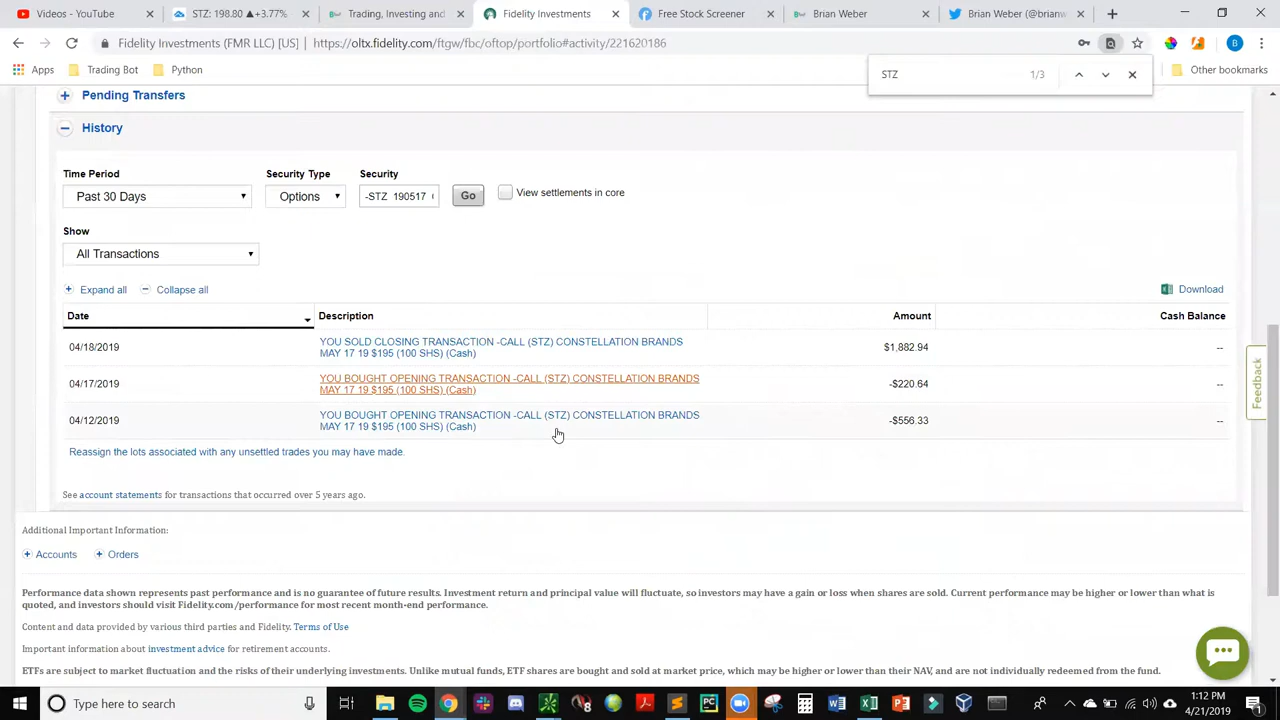 Videos - YouTube
STZ: 198.80 ▲+3.77%
Trading, Investing and
Fidelity Investments
Free Stock Screener
Brian Weber
Brian Weber (@brianw
Fidelity Investments (FMR LLC) [US] | https://oltx.fidelity.com/ftgw/fbc/oftop/portfolio#activity/221620186
B
Apps
Trading Bot
Python
STZ
1/3
Other bookmarks
Pending Transfers
History
Time Period
Security Type
Security
Past 30 Days
Options
-STZ 190517
Go
View settlements in core
Show
All Transactions
Expand all
Collapse all
Download
Date
Description
Amount
Cash Balance
04/18/2019
YOU SOLD CLOSING TRANSACTION -CALL (STZ) CONSTELLATION BRANDS
MAY 17 19 $195 (100 SHS) (Cash)
$1,882.94
--
04/17/2019
YOU BOUGHT OPENING TRANSACTION -CALL (STZ) CONSTELLATION BRANDS
MAY 17 19 $195 (100 SHS) (Cash)
-$220.64
--
04/12/2019
YOU BOUGHT OPENING TRANSACTION -CALL (STZ) CONSTELLATION BRANDS
MAY 17 19 $195 (100 SHS) (Cash)
-$556.33
--
Feedback
Reassign the lots associated with any unsettled trades you may have made.
See account statements for transactions that occurred over 5 years ago.
Additional Important Information:
Accounts
Orders
Performance data shown represents past performance and is no guarantee of future results. Investment return and principal value will fluctuate, so investors may have a gain or loss when shares are sold. Current performance may be higher or lower than what is
quoted, and investors should visit Fidelity.com/performance for most recent month-end performance.
Content and data provided by various third parties and Fidelity. Terms of Use
Important information about investment advice for retirement accounts.
ETFs are subject to market fluctuation and the risks of their underlying investments. Unlike mutual funds, ETF shares are bought and sold at market price, which may be higher or lower than their NAV, and are not individually redeemed from the fund.
Type here to search
1:12 PM
4/21/2019